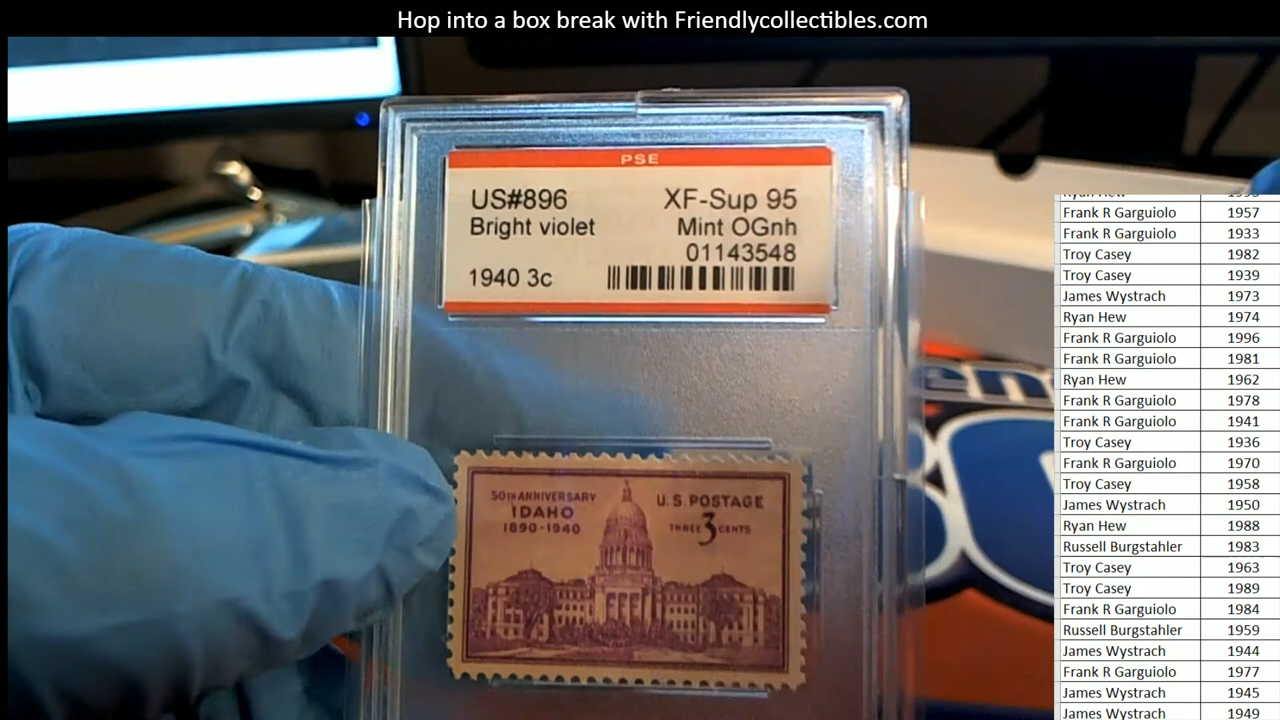 Hop into a box break with Friendlycollectibles.com
PSE
US#896 XF-Sup 95
Bright violet Mint OGnh
01143548
1940 3c
50TH ANNIVERSARY
IDAHO
1890-1940
U.S. POSTAGE
THREE 3 CENTS
Frank R Garguiolo 1957
Frank R Garguiolo 1933
Troy Casey 1982
Troy Casey 1939
James Wystrach 1973
Ryan Hew 1974
Frank R Garguiolo 1996
Frank R Garguiolo 1981
Ryan Hew 1962
Frank R Garguiolo 1978
Frank R Garguiolo 1941
Troy Casey 1936
Frank R Garguiolo 1970
Troy Casey 1958
James Wystrach 1950
Ryan Hew 1988
Russell Burgstahler 1983
Troy Casey 1963
Troy Casey 1989
Frank R Garguiolo 1984
Russell Burgstahler 1959
James Wystrach 1944
Frank R Garguiolo 1977
James Wystrach 1945
James Wystrach 1949